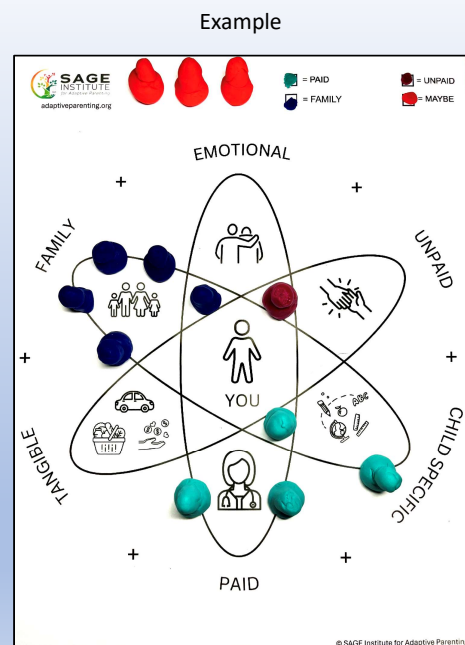 Example
SAGE
INSTITUTE
for Adaptive Parenting
adaptiveparenting.org
= PAID
= FAMILY
= UNPAID
= MAYBE
EMOTIONAL
FAMILY
UNPAID
YOU
ABC
TANGIBLE
CHILD SPECIFIC
PAID
© SAGE Institute for Adaptive Parenting